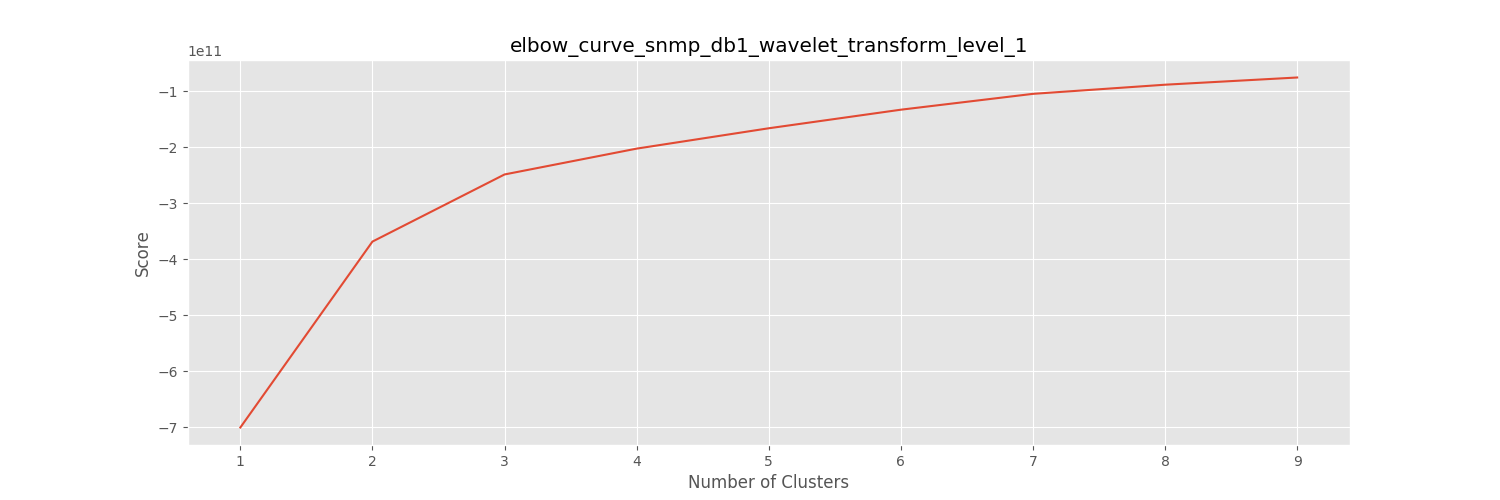 elbow_curve_snmp_db1_wavelet_transform_level_1
1e11
−1
−2
−3
−4
−5
−6
−7
Score
1 2 3 4 5 6 7 8 9
Number of Clusters